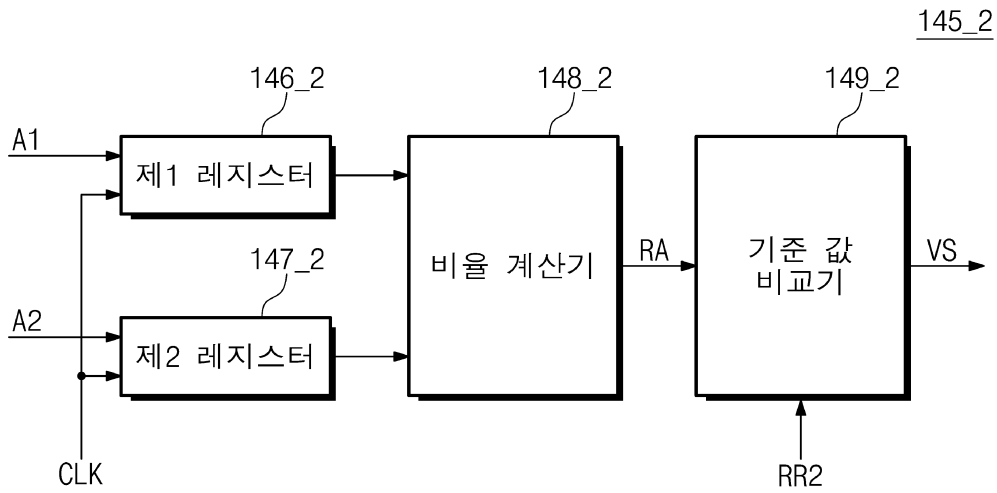 145_2
146_2
148_2
149_2
A1
제1 레지스터
147_2
비율 계산기
RA
기준 값
비교기
VS
A2
제2 레지스터
CLK
RR2